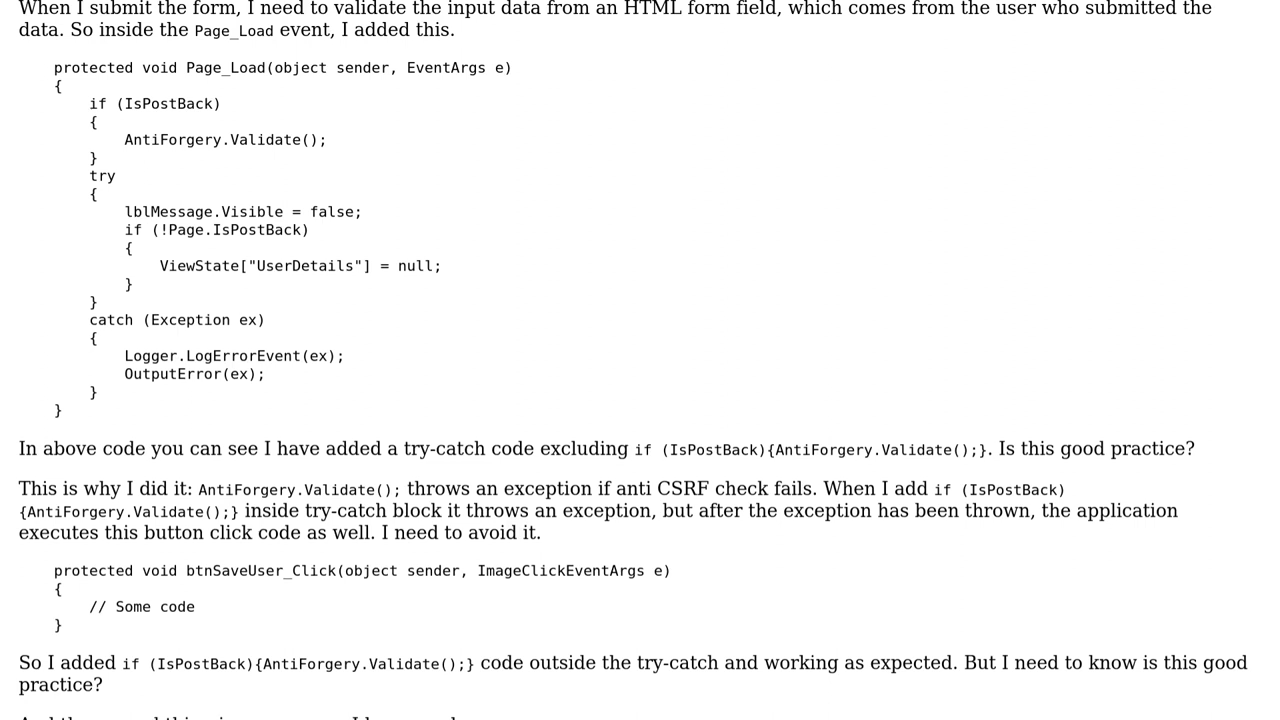 When I submit the form, I need to validate the input data from an HTML form field, which comes from the user who submitted the
data. So inside the Page_Load event, I added this.
protected void Page_Load(object sender, EventArgs e)
{
if (IsPostBack)
{
AntiForgery.Validate();
}
try
{
lblMessage.Visible = false;
if (!Page.IsPostBack)
{
ViewState["UserDetails"] = null;
}
}
catch (Exception ex)
{
Logger.LogErrorEvent(ex);
OutputError(ex);
}
}
In above code you can see I have added a try-catch code excluding if (IsPostBack){AntiForgery.Validate();}. Is this good practice?
This is why I did it: AntiForgery.Validate(); throws an exception if anti CSRF check fails. When I add if (IsPostBack)
{AntiForgery.Validate();} inside try-catch block it throws an exception, but after the exception has been thrown, the application
executes this button click code as well. I need to avoid it.
protected void btnSaveUser_Click(object sender, ImageClickEventArgs e)
{
// Some code
}
So I added if (IsPostBack){AntiForgery.Validate();} code outside the try-catch and working as expected. But I need to know is this good
practice?